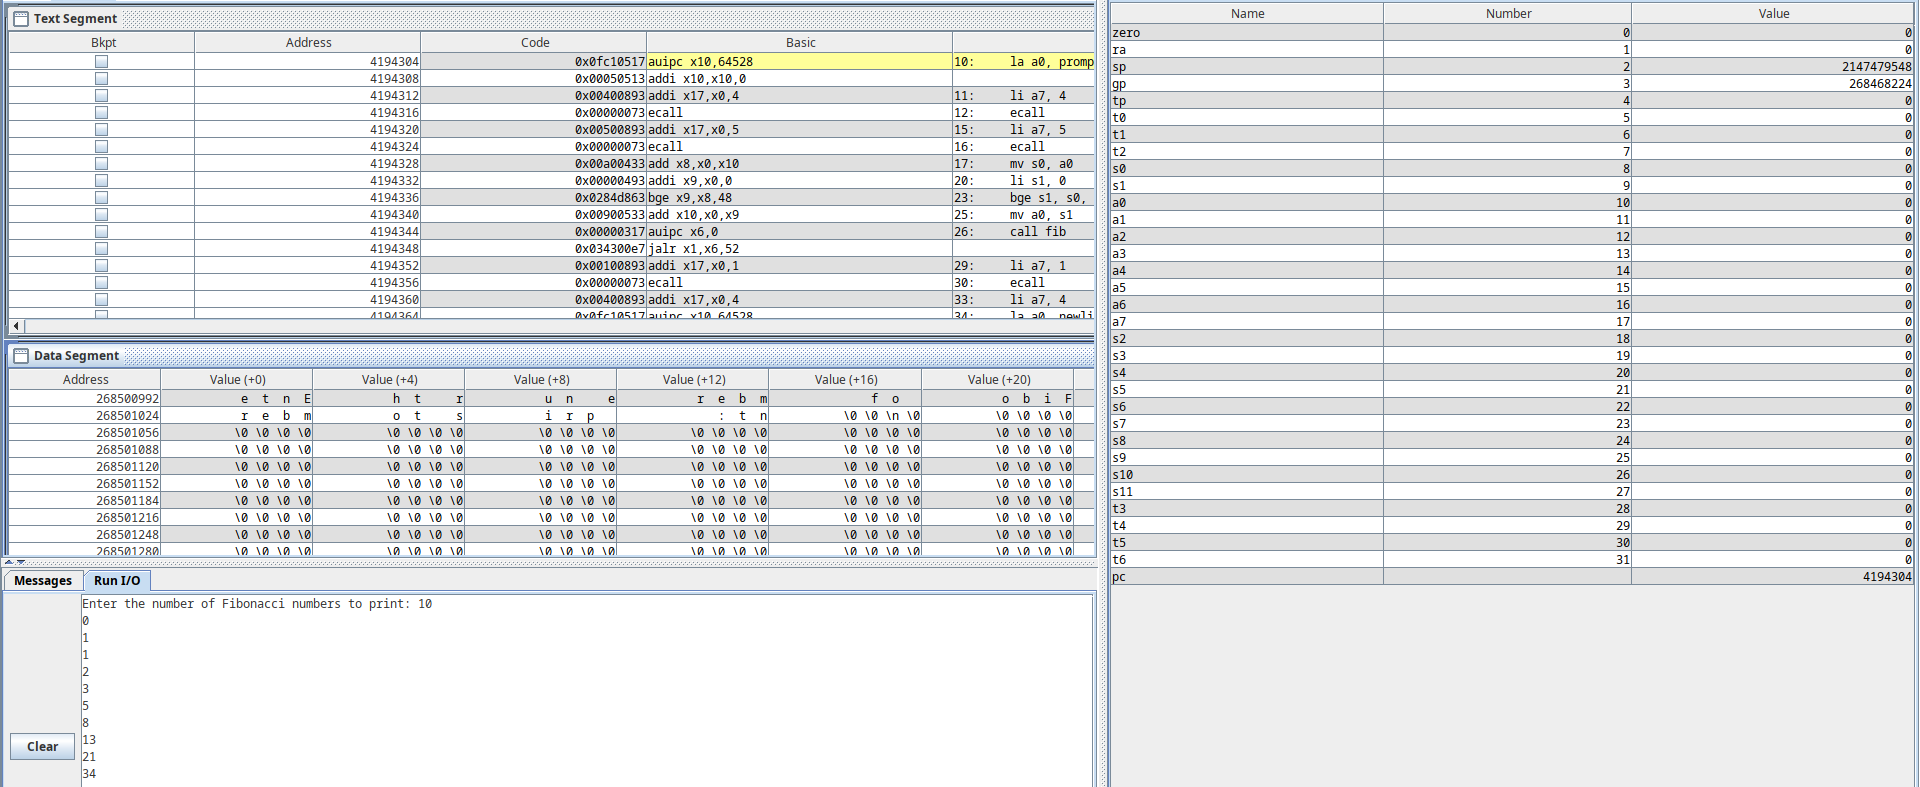 Text Segment
Bkpt Address Code Basic
4194304 0x0fc10517 auipc x10,64528 10: la a0, promp
4194308 0x00050513 addi x10,x10,0
4194312 0x00400893 addi x17,x0,4 11: li a7, 4
4194316 0x00000073 ecall 12: ecall
4194320 0x00500893 addi x17,x0,5 15: li a7, 5
4194324 0x00000073 ecall 16: ecall
4194328 0x00a00433 add x8,x0,x10 17: mv s0, a0
4194332 0x00000493 addi x9,x0,0 20: li s1, 0
4194336 0x0284d863 bge x9,x8,48 23: bge s1, s0,
4194340 0x00900533 add x10,x0,x9 25: mv a0, s1
4194344 0x00000317 auipc x6,0 26: call fib
4194348 0x034300e7 jalr x1,x6,52
4194352 0x00100893 addi x17,x0,1 29: li a7, 1
4194356 0x00000073 ecall 30: ecall
4194360 0x00400893 addi x17,x0,4 33: li a7, 4
4194364 0x0fc10517 auipc x10,64528 34: la a0, newli
Data Segment
Address Value (+0) Value (+4) Value (+8) Value (+12) Value (+16) Value (+20)
268500992 e t n E h t r u n e r e b m f o o b i F
268501024 r e b m o t s i r p : t n \0 \0 \n \0 \0 \0 \0 \0
268501056 \0 \0 \0 \0 \0 \0 \0 \0 \0 \0 \0 \0 \0 \0 \0 \0 \0 \0 \0 \0 \0 \0 \0 \0
268501088 \0 \0 \0 \0 \0 \0 \0 \0 \0 \0 \0 \0 \0 \0 \0 \0 \0 \0 \0 \0 \0 \0 \0 \0
268501120 \0 \0 \0 \0 \0 \0 \0 \0 \0 \0 \0 \0 \0 \0 \0 \0 \0 \0 \0 \0 \0 \0 \0 \0
268501152 \0 \0 \0 \0 \0 \0 \0 \0 \0 \0 \0 \0 \0 \0 \0 \0 \0 \0 \0 \0 \0 \0 \0 \0
268501184 \0 \0 \0 \0 \0 \0 \0 \0 \0 \0 \0 \0 \0 \0 \0 \0 \0 \0 \0 \0 \0 \0 \0 \0
268501216 \0 \0 \0 \0 \0 \0 \0 \0 \0 \0 \0 \0 \0 \0 \0 \0 \0 \0 \0 \0 \0 \0 \0 \0
268501248 \0 \0 \0 \0 \0 \0 \0 \0 \0 \0 \0 \0 \0 \0 \0 \0 \0 \0 \0 \0 \0 \0 \0 \0
268501280 \0 \0 \0 \0 \0 \0 \0 \0 \0 \0 \0 \0 \0 \0 \0 \0 \0 \0 \0 \0 \0 \0 \0 \0
Messages Run I/O
Clear
Enter the number of Fibonacci numbers to print: 10
0
1
1
2
3
5
8
13
21
34
Name Number Value
zero 0 0
ra 1 0
sp 2 2147479548
gp 3 268468224
tp 4 0
t0 5 0
t1 6 0
t2 7 0
s0 8 0
s1 9 0
a0 10 0
a1 11 0
a2 12 0
a3 13 0
a4 14 0
a5 15 0
a6 16 0
a7 17 0
s2 18 0
s3 19 0
s4 20 0
s5 21 0
s6 22 0
s7 23 0
s8 24 0
s9 25 0
s10 26 0
s11 27 0
t3 28 0
t4 29 0
t5 30 0
t6 31 0
pc 4194304